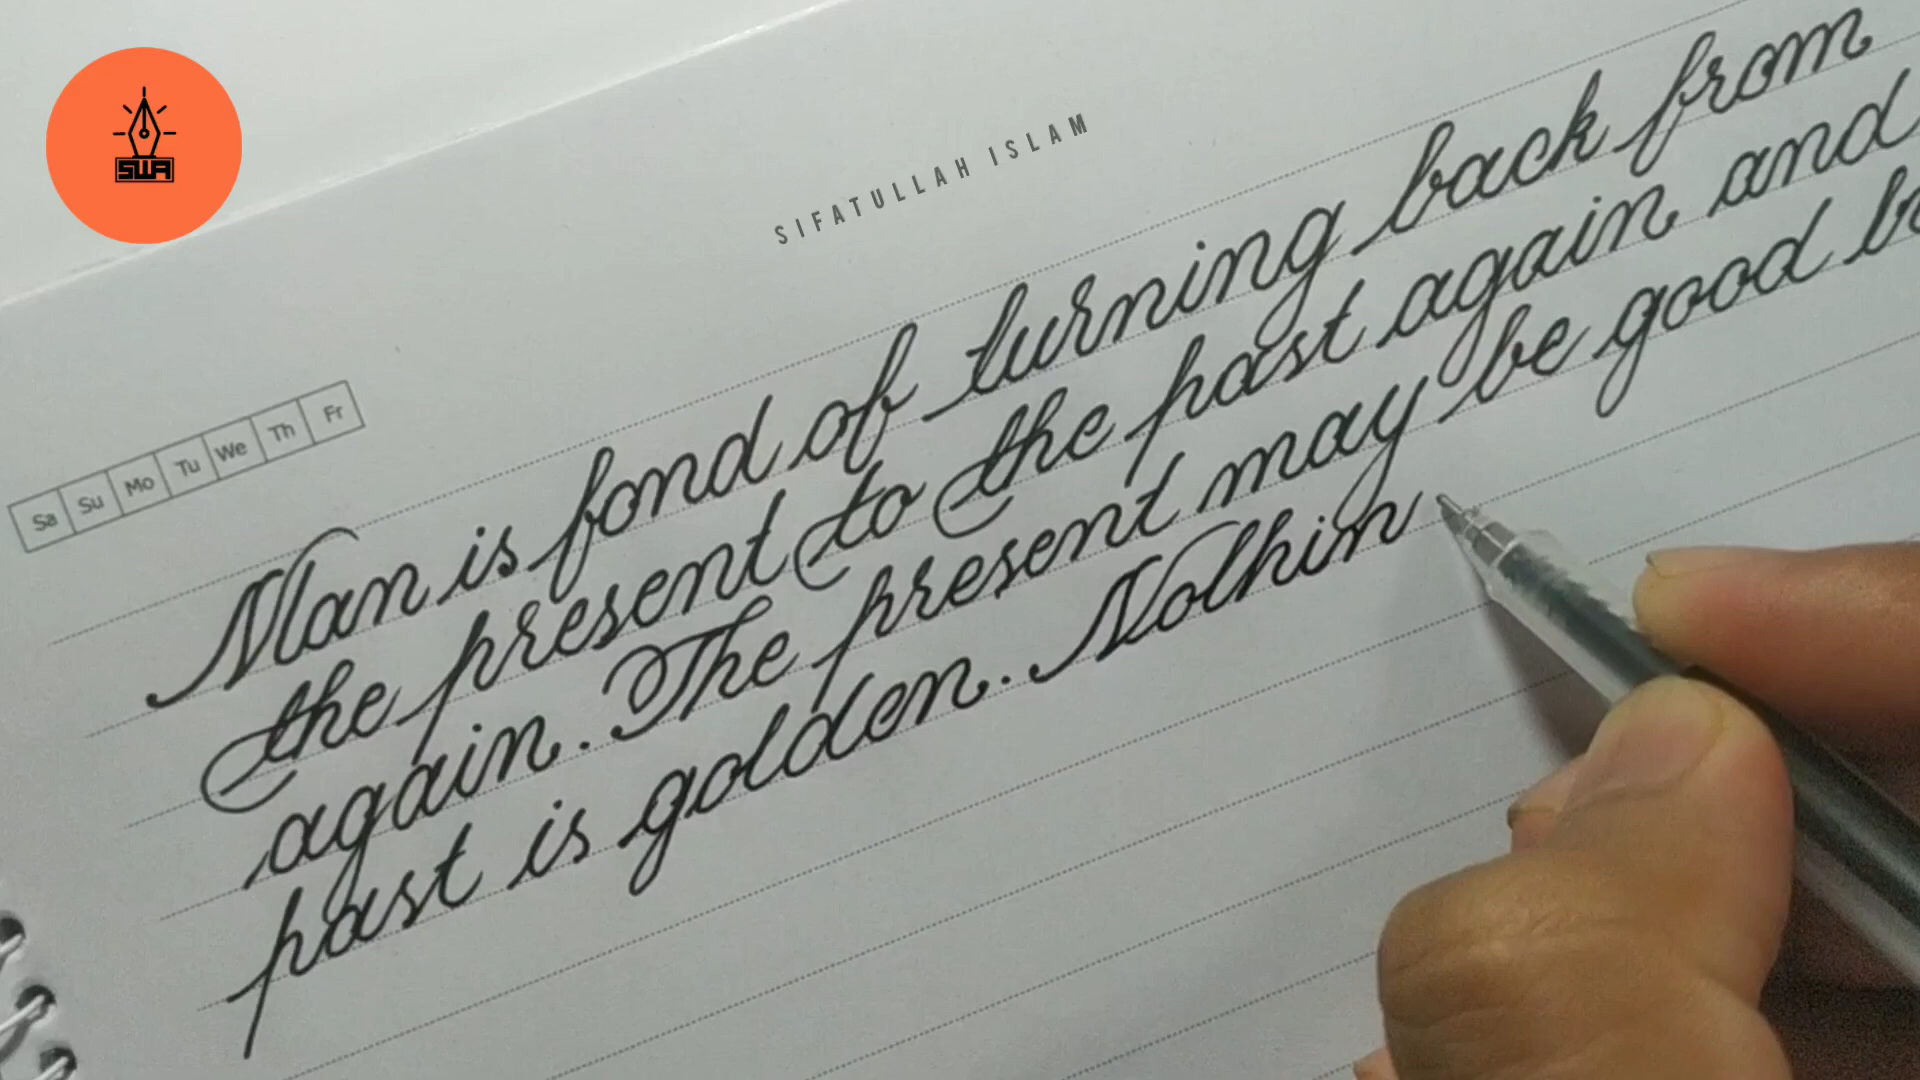 SWA
SIFATULLAH ISLAM
Sa Su Mo Tu We Th Fr
Man is fond of turning back from
the present to the past again and
again. The present may be good
past is golden. Nothin